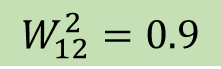 $W_{12}^{2} = 0.9$